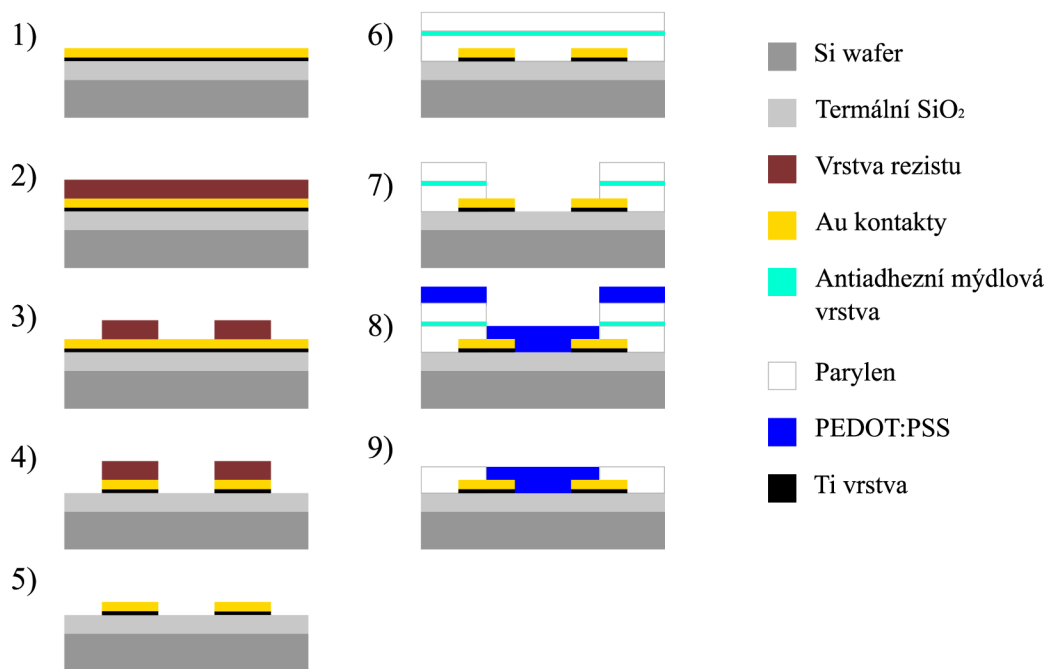 1)
2)
3)
4)
5)
6)
7)
8)
9)
Si wafer
Termální SiO₂
Vrstva rezistu
Au kontakty
Antiadhezní mýdlová
vrstva
Parylen
PEDOT:PSS
Ti vrstva